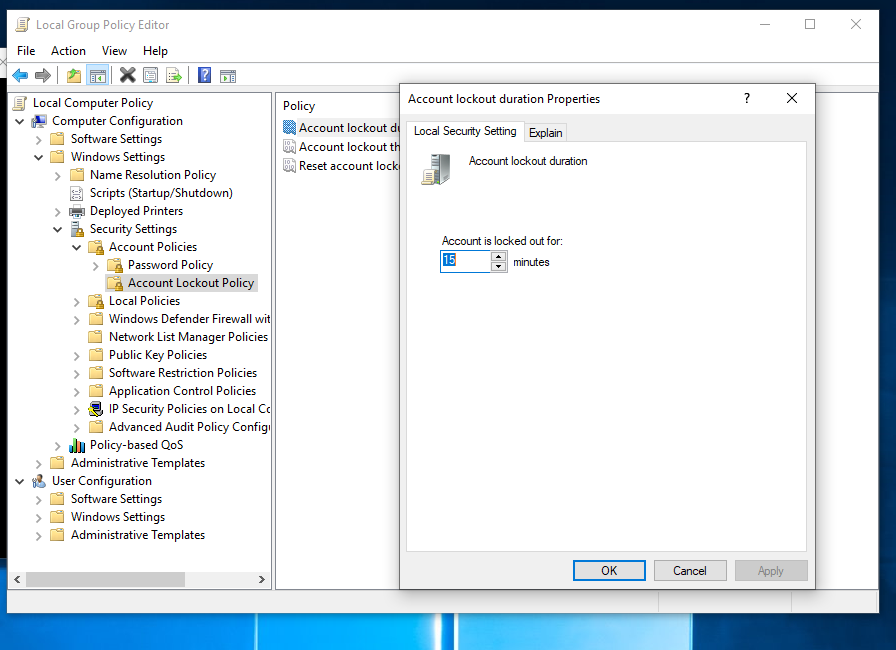 Local Group Policy Editor
File Action View Help
Local Computer Policy
Computer Configuration
Software Settings
Windows Settings
Name Resolution Policy
Scripts (Startup/Shutdown)
Deployed Printers
Security Settings
Account Policies
Password Policy
Account Lockout Policy
Local Policies
Windows Defender Firewall wit
Network List Manager Policies
Public Key Policies
Software Restriction Policies
Application Control Policies
IP Security Policies on Local Co
Advanced Audit Policy Configu
Policy-based QoS
Administrative Templates
User Configuration
Software Settings
Windows Settings
Administrative Templates
Policy
Account lockout du
Account lockout th
Reset account lock
Account lockout duration Properties
?
Local Security Setting Explain
Account lockout duration
Account is locked out for:
15 minutes
OK Cancel Apply